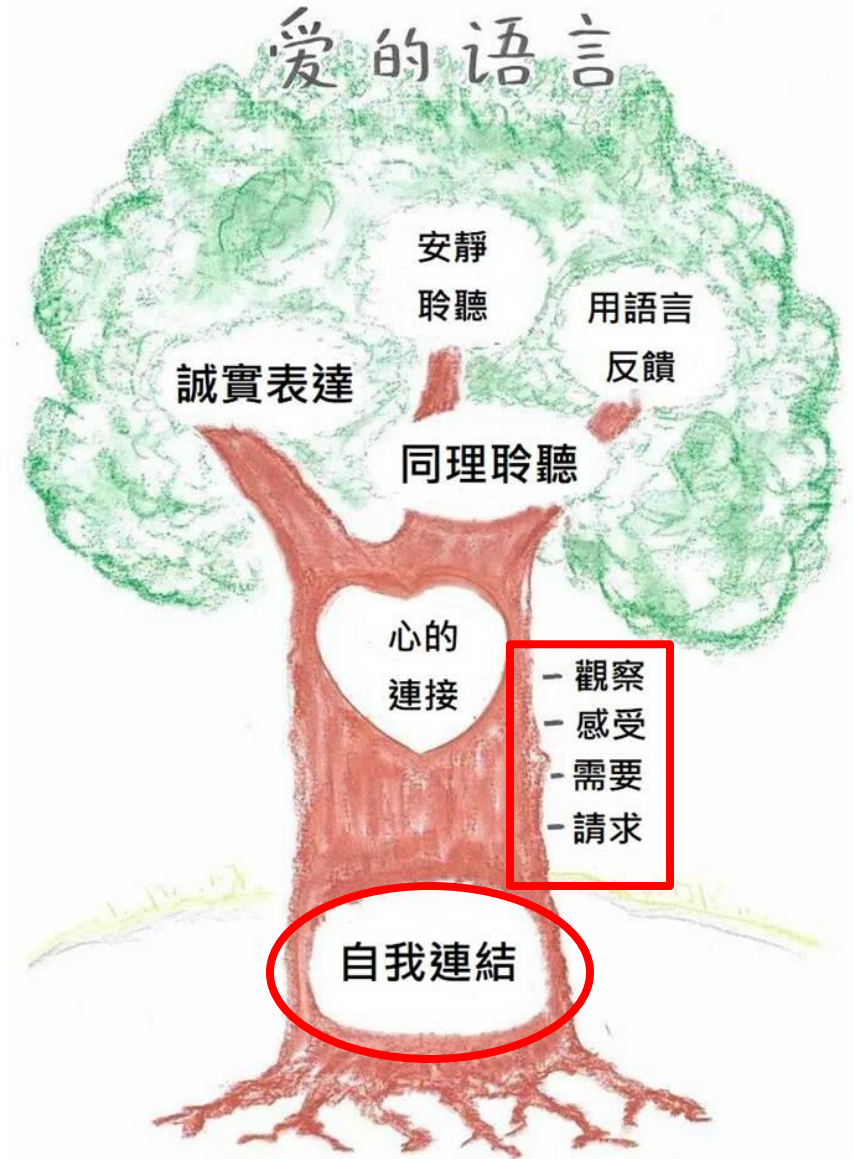 爱的语言
安靜
聆聽
用語言
反饋
誠實表達
同理聆聽
心的
連接
- 觀察
- 感受
- 需要
- 請求
自我連結